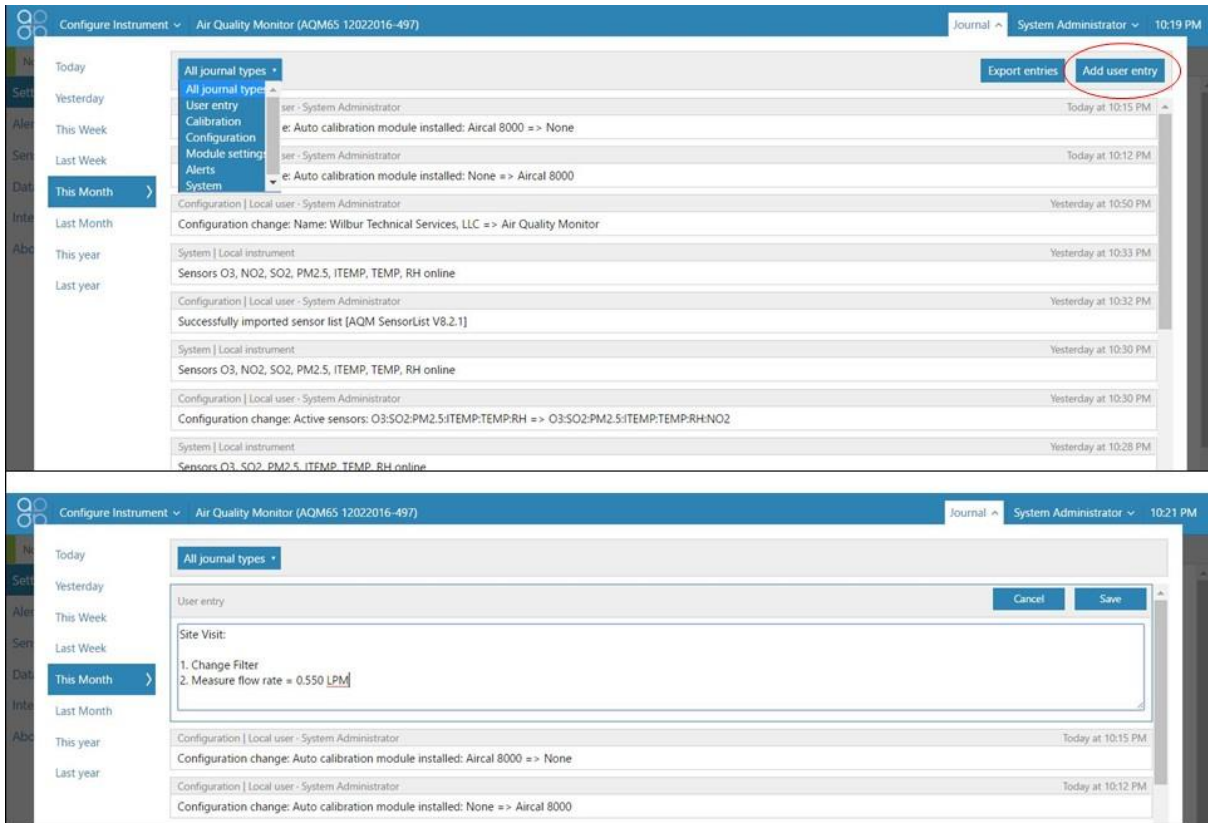 Configure Instrument Air Quality Monitor (AQM65 12022016-497) Journal System Administrator 10:19 PM
Today
Yesterday
This Week
Last Week
This Month
Last Month
This year
Last year
All journal types
Export entries
Add user entry
All journal types
User entry
Calibration
Configuration
Module settings
Alerts
System
ser - System Administrator Today at 10:15 PM
e: Auto calibration module installed: Aircal 8000 => None
ser - System Administrator Today at 10:12 PM
e: Auto calibration module installed: None => Aircal 8000
Configuration | Local user - System Administrator Yesterday at 10:50 PM
Configuration change: Name: Wilbur Technical Services, LLC => Air Quality Monitor
System | Local instrument Yesterday at 10:33 PM
Sensors O3, NO2, SO2, PM2.5, ITEMP, TEMP, RH online
Configuration | Local user - System Administrator Yesterday at 10:32 PM
Successfully imported sensor list [AQM SensorList V8.2.1]
System | Local instrument Yesterday at 10:30 PM
Sensors O3, NO2, SO2, PM2.5, ITEMP, TEMP, RH online
Configuration | Local user - System Administrator Yesterday at 10:30 PM
Configuration change: Active sensors: O3:SO2:PM2.5:ITEMP:TEMP:RH => O3:SO2:PM2.5:ITEMP:TEMP:RH:NO2
System | Local instrument Yesterday at 10:28 PM
Sensors O3, SO2, PM2.5, ITEMP, TEMP, RH online
Configure Instrument Air Quality Monitor (AQM65 12022016-497) Journal System Administrator 10:21 PM
Today
Yesterday
This Week
Last Week
This Month
Last Month
This year
Last year
All journal types
User entry
Cancel
Save
Site Visit:
1. Change Filter
2. Measure flow rate = 0.550 LPM
Configuration | Local user - System Administrator Today at 10:15 PM
Configuration change: Auto calibration module installed: Aircal 8000 => None
Configuration | Local user - System Administrator Today at 10:12 PM
Configuration change: Auto calibration module installed: None => Aircal 8000